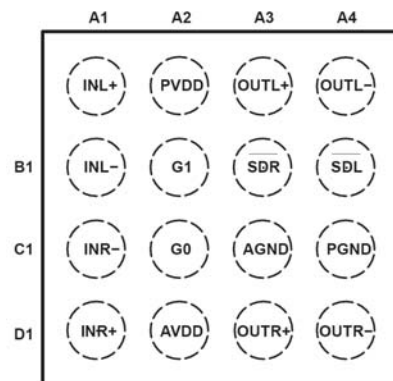 A1 A2 A3 A4
INL+ PVDD OUTL+ OUTL−
B1 INL− G1 SDR SDL
C1 INR− G0 AGND PGND
D1 INR+ AVDD OUTR+ OUTR−